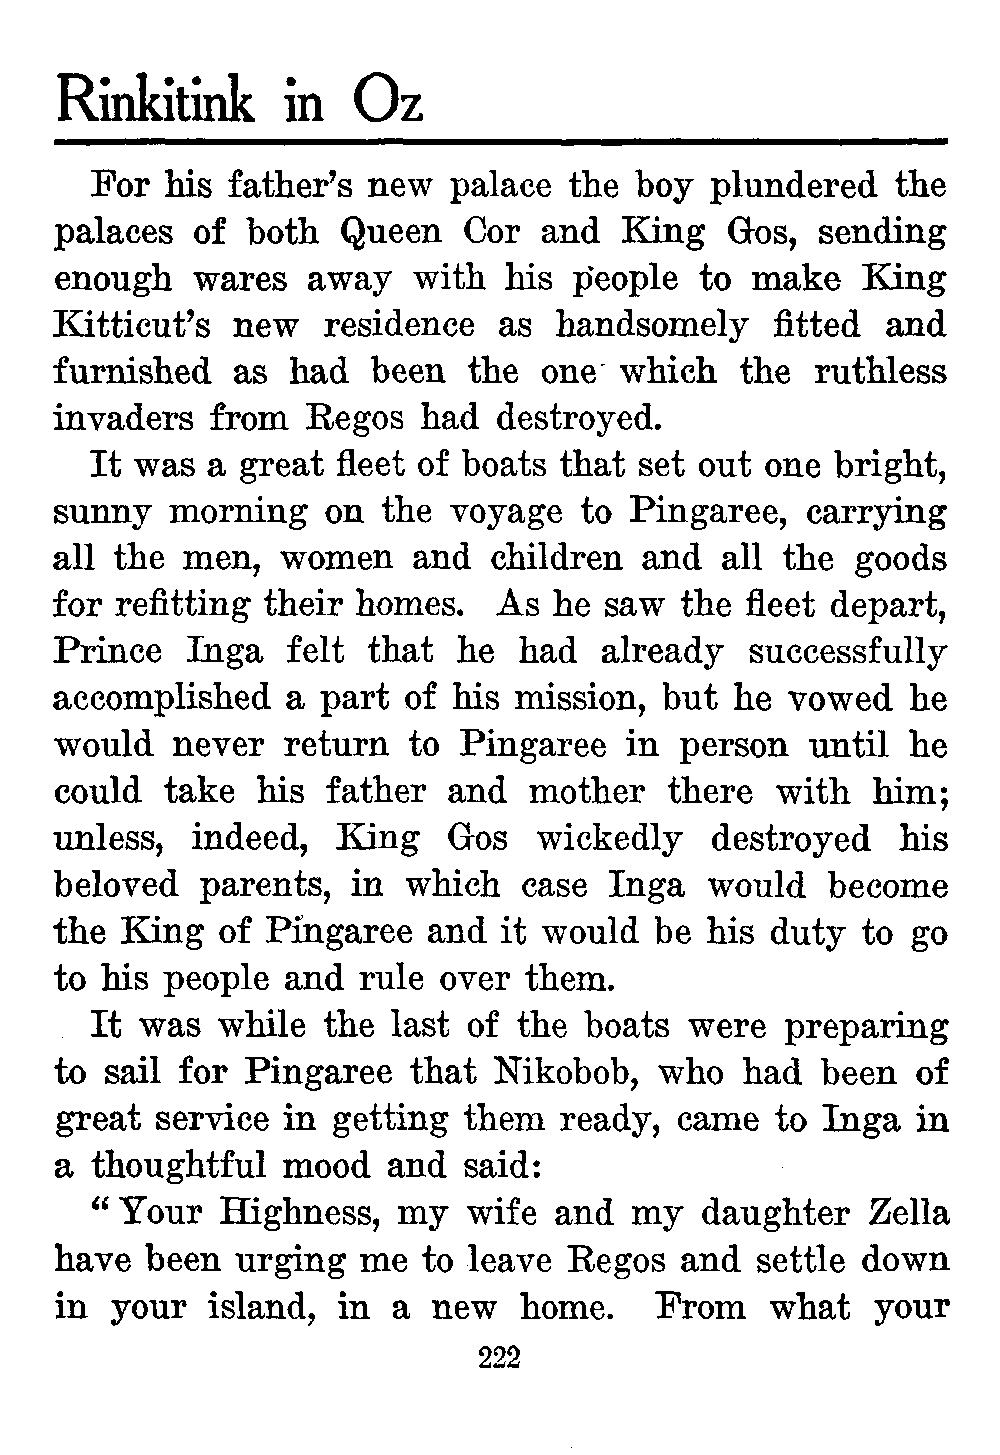 Rinkitink in Oz
For his father's new palace the boy plundered the
palaces of both Queen Cor and King Gos, sending
enough wares away with his people to make King
Kitticut's new residence as handsomely fitted and
furnished as had been the one which the ruthless
invaders from Regos had destroyed.
It was a great fleet of boats that set out one bright,
sunny morning on the voyage to Pingaree, carrying
all the men, women and children and all the goods
for refitting their homes. As he saw the fleet depart,
Prince Inga felt that he had already successfully
accomplished a part of his mission, but he vowed he
would never return to Pingaree in person until he
could take his father and mother there with him;
unless, indeed, King Gos wickedly destroyed his
beloved parents, in which case Inga would become
the King of Pingaree and it would be his duty to go
to his people and rule over them.
It was while the last of the boats were preparing
to sail for Pingaree that Nikobob, who had been of
great service in getting them ready, came to Inga in
a thoughtful mood and said:
"Your Highness, my wife and my daughter Zella
have been urging me to leave Regos and settle down
in your island, in a new home. From what your
222